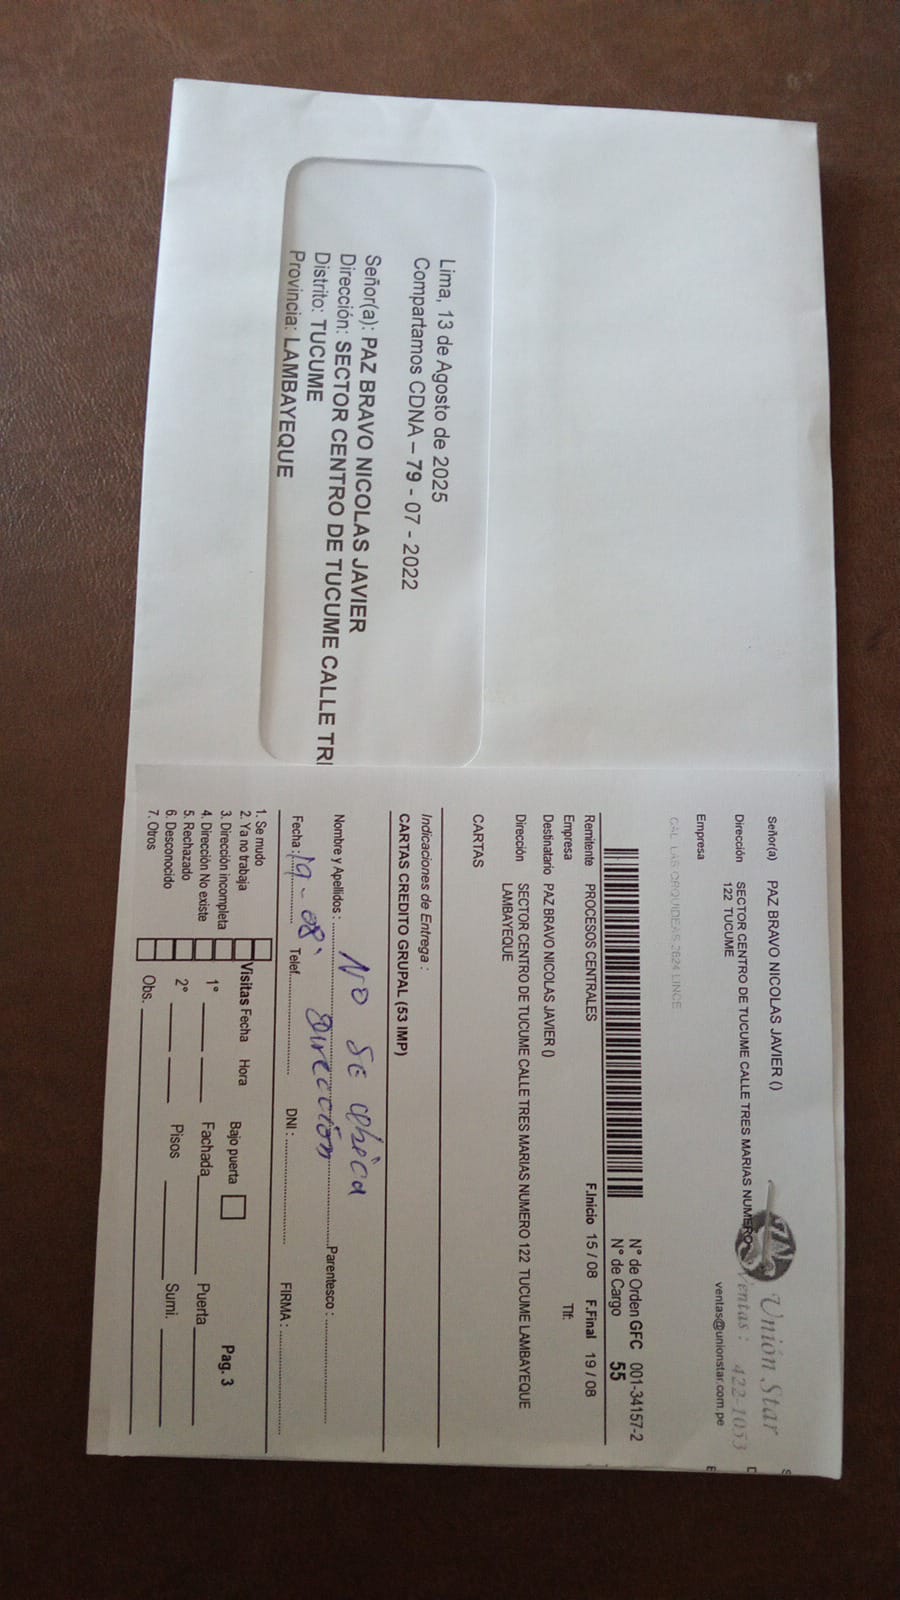 Lima, 13 de Agosto de 2025
Compartamos CDNA – 79 - 07 - 2022
Señor(a): PAZ BRAVO NICOLAS JAVIER
Dirección: SECTOR CENTRO DE TUCUME CALLE TRE
Distrito: TUCUME
Provincia: LAMBAYEQUE
Unión Star
Ventas : 422-1053
ventas@unionstar.com.pe
Señor(a) PAZ BRAVO NICOLAS JAVIER ()
Dirección SECTOR CENTRO DE TUCUME CALLE TRES MARIAS NUMERO
122 TUCUME
Empresa
CAL. LAS ORQUIDEAS 2624 LINCE
N° de Orden GFC 001-34157-2
N° de Cargo 55
F.Inicio 15 / 08 F.Final 19 / 08
Remitente PROCESOS CENTRALES
Empresa Tlf:
Destinatario PAZ BRAVO NICOLAS JAVIER ()
Dirección SECTOR CENTRO DE TUCUME CALLE TRES MARIAS NUMERO 122 TUCUME LAMBAYEQUE
LAMBAYEQUE
CARTAS
Indicaciones de Entrega :
CARTAS CREDITO GRUPAL (53 IMP)
No se ubica
Dirección
Nombre y Apellidos : Parentesco :
Fecha : 19-08 Telef. DNI : FIRMA :
1. Se mudo
2. Ya no trabaja
3. Dirección incompleta
4. Dirección No existe
5. Rechazado
6. Desconocido
7. Otros
Visitas Fecha Hora Bajo puerta Pag. 3
1° Fachada Puerta
2° Pisos Sumi.
Obs.